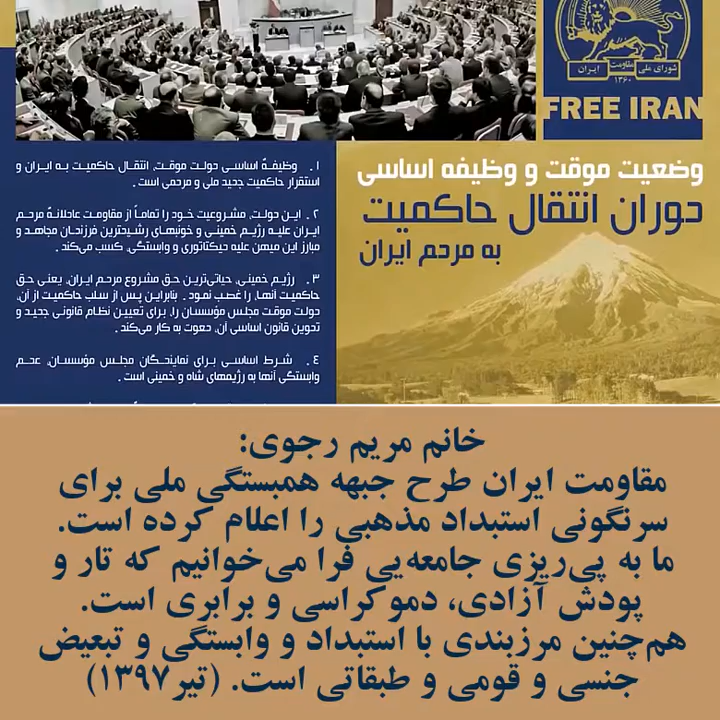 شورای ملی مقاومت ایران
۱۳۶۰
FREE IRAN
وضعیت موقت و وظیفه اساسی
دوران انتقال حاکمیت
به مردم ایران
۱ . وظیفهٔ اساسی دولت موقت، انتقال حاکمیت به ایران و
استقرار حاکمیت جدید ملی و مردمی است .
۲ . این دولت، مشروعیت خود را تماماً از مقاومت عادلانهٔ مردم
ایران علیه رژیم خمینی و خونبهای رشیدترین فرزندان مجاهد و
مبارز این میهن علیه دیکتاتوری و وابستگی، کسب می‌کند .
۳ . رژیم خمینی، حیاتی‌ترین حق مشروع مردم ایران، یعنی حق
حاکمیت آنها، را غصب نمود . بنابراین پس از سلب حاکمیت از آن،
دولت موقت مجلس مؤسسان را، برای تعیین نظام قانونی جدید و
تدوین قانون اساسی آن، دعوت به کار می‌کند .
٤ . شرط اساسی برای نمایندگان مجلس مؤسسان، عدم
وابستگی آنها به رژیمهای شاه و خمینی است .
خانم مریم رجوی:
مقاومت ایران طرح جبهه همبستگی ملی برای
سرنگونی استبداد مذهبی را اعلام کرده است.
ما به پی‌ریزی جامعه‌یی فرا می‌خوانیم که تار و
پودش آزادی، دموکراسی و برابری است.
هم‌چنین مرزبندی با استبداد و وابستگی و تبعیض
جنسی و قومی و طبقاتی است. (تیر۱۳۹۷)